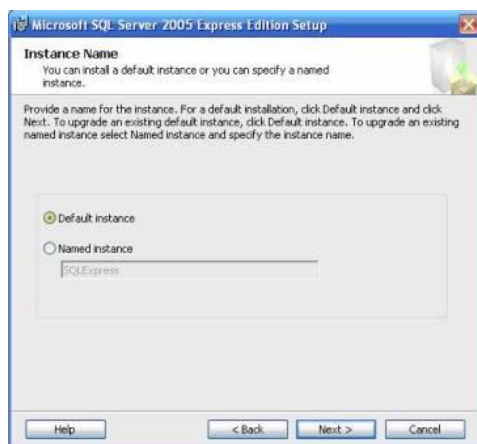 Microsoft SQL Server 2005 Express Edition Setup
Instance Name
You can install a default instance or you can specify a named
instance.
Provide a name for the instance. For a default installation, click Default instance and click
Next. To upgrade an existing default instance, click Default instance. To upgrade an existing
named instance select Named instance and specify the instance name.
Default instance
Named instance
SQLExpress
Help
< Back
Next >
Cancel